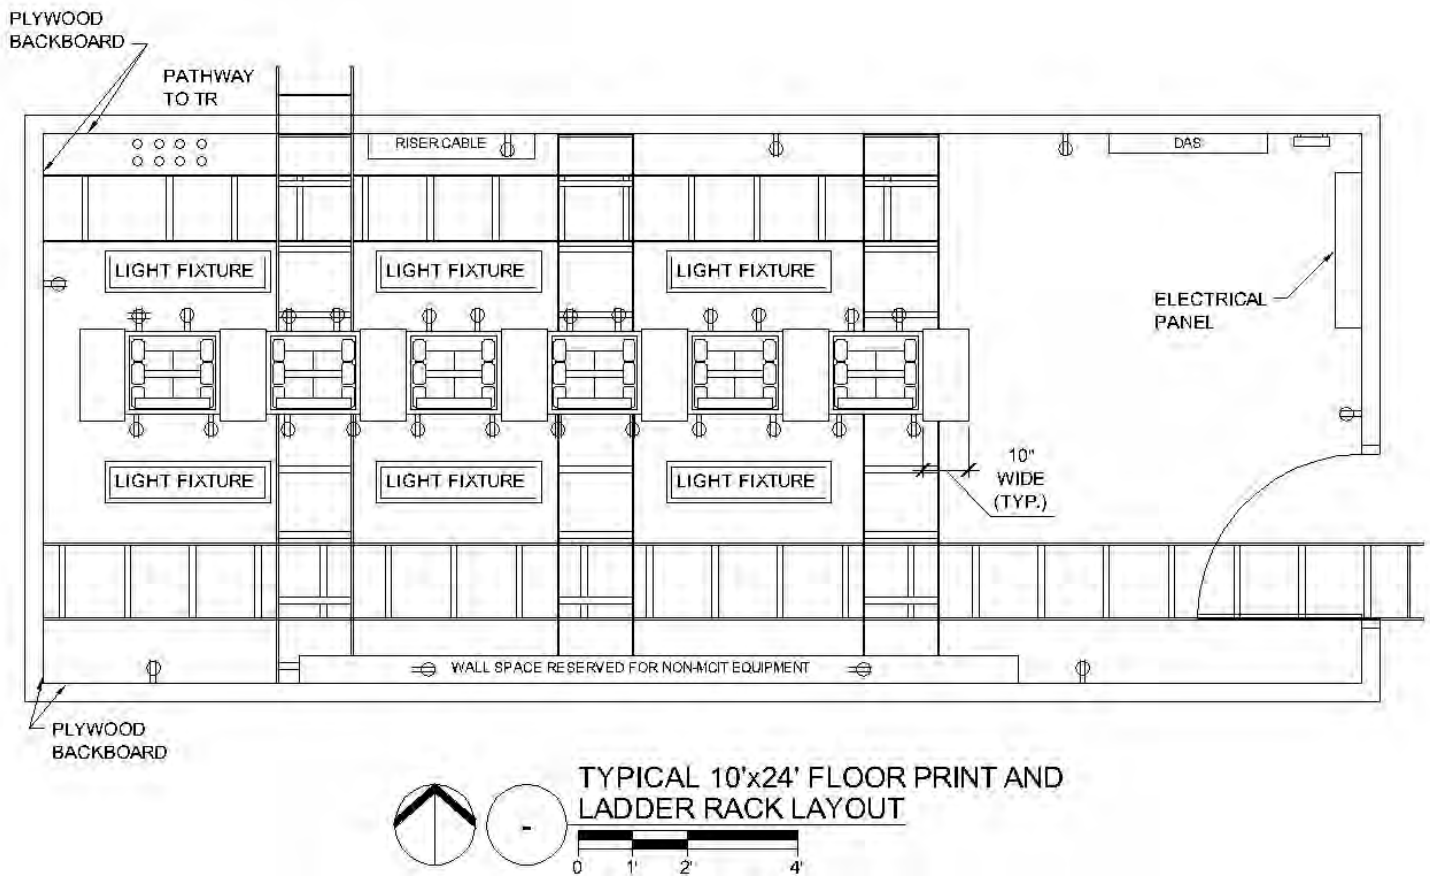 PLYWOOD
BACKBOARD
PATHWAY
TO TR
RISER CABLE
DAS
LIGHT FIXTURE
LIGHT FIXTURE
LIGHT FIXTURE
ELECTRICAL
PANEL
LIGHT FIXTURE
LIGHT FIXTURE
LIGHT FIXTURE
10"
WIDE
(TYP.)
WALL SPACE RESERVED FOR NON-MCIT EQUIPMENT
PLYWOOD
BACKBOARD
TYPICAL 10'x24' FLOOR PRINT AND
LADDER RACK LAYOUT
-
0 1' 2' 4'